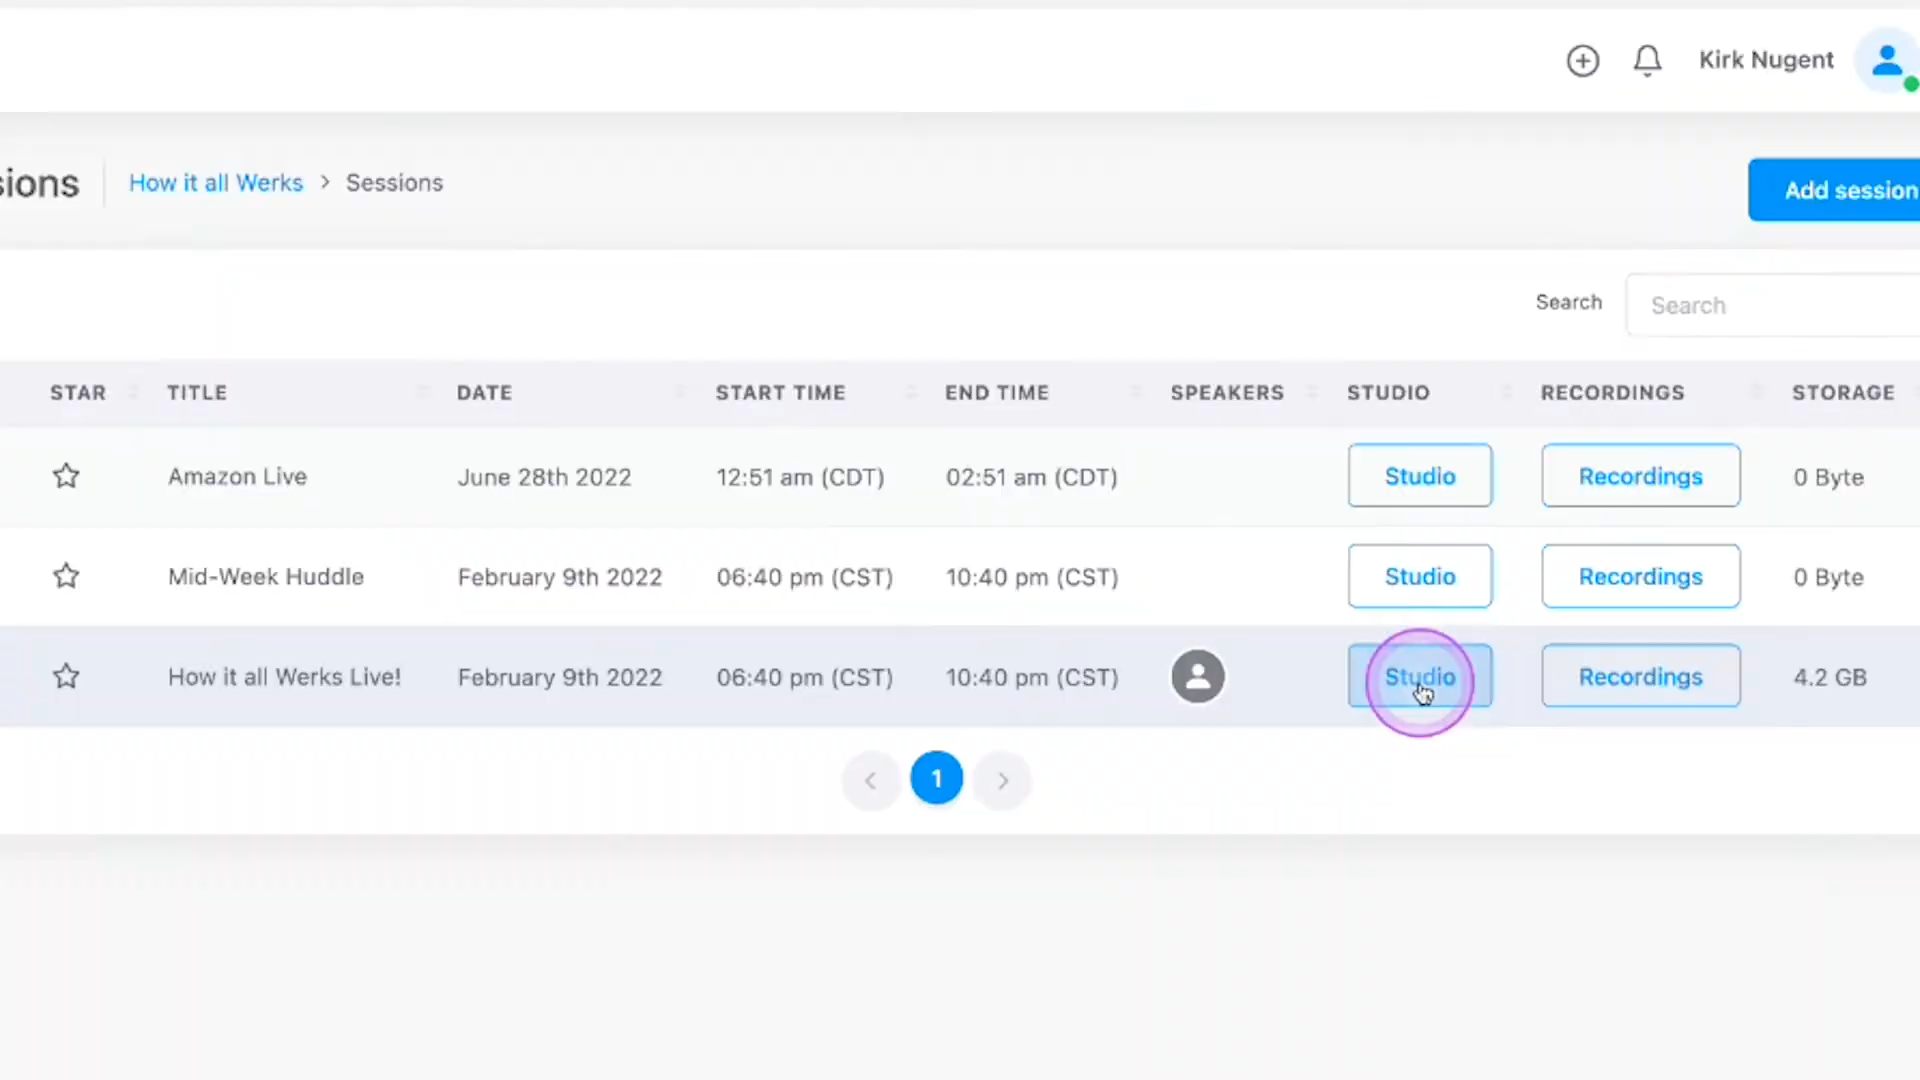 Kirk Nugent
sions
How it all Werks > Sessions
Add session
Search
Search
STAR TITLE DATE START TIME END TIME SPEAKERS STUDIO RECORDINGS STORAGE
Amazon Live June 28th 2022 12:51 am (CDT) 02:51 am (CDT) Studio Recordings 0 Byte
Mid-Week Huddle February 9th 2022 06:40 pm (CST) 10:40 pm (CST) Studio Recordings 0 Byte
How it all Werks Live! February 9th 2022 06:40 pm (CST) 10:40 pm (CST) Studio Recordings 4.2 GB
1